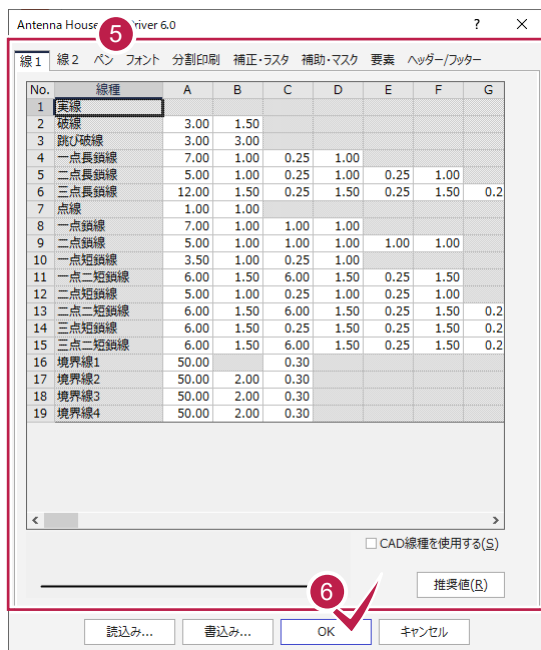 Antenna House river 6.0 ? ×
5
線1 線2 ペン フォント 分割印刷 補正・ラスタ 補助・マスク 要素 ヘッダー/フッター
No. 線種 A B C D E F G
1 実線
2 破線 3.00 1.50
3 跳び破線 3.00 3.00
4 一点長鎖線 7.00 1.00 0.25 1.00
5 二点長鎖線 5.00 1.00 0.25 1.00 0.25 1.00
6 三点長鎖線 12.00 1.50 0.25 1.50 0.25 1.50 0.2
7 点線 1.00 1.00
8 一点鎖線 7.00 1.00 1.00 1.00
9 二点鎖線 5.00 1.00 1.00 1.00 1.00 1.00
10 一点短鎖線 3.50 1.00 0.25 1.00
11 一点二短鎖線 6.00 1.50 6.00 1.50 0.25 1.50
12 二点短鎖線 5.00 1.00 0.25 1.00 0.25 1.00
13 二点二短鎖線 6.00 1.50 6.00 1.50 0.25 1.50 0.2
14 三点短鎖線 6.00 1.50 0.25 1.50 0.25 1.50 0.2
15 三点二短鎖線 6.00 1.50 6.00 1.50 0.25 1.50 0.2
16 境界線1 50.00 0.30
17 境界線2 50.00 2.00 0.30
18 境界線3 50.00 2.00 0.30
19 境界線4 50.00 2.00 0.30
CAD線種を使用する(S)
推奨値(R)
6
読込み... 書込み... OK キャンセル